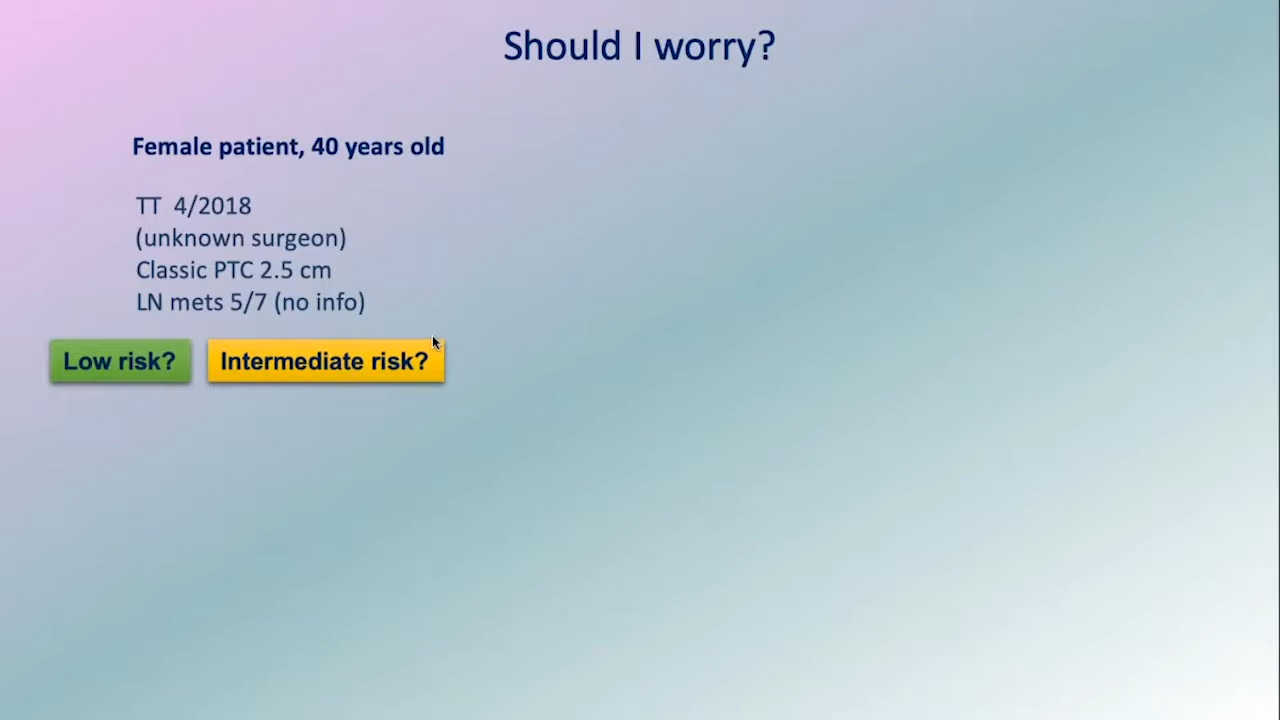 Should I worry?
Female patient, 40 years old
TT 4/2018
(unknown surgeon)
Classic PTC 2.5 cm
LN mets 5/7 (no info)
Low risk?
Intermediate risk?